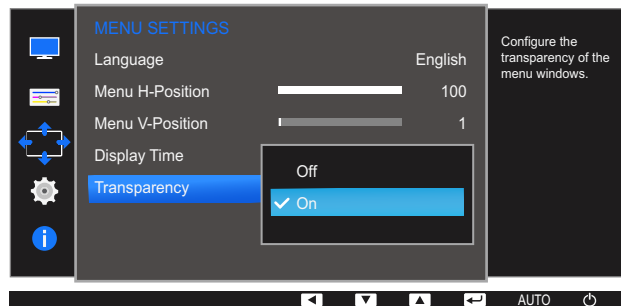 MENU SETTINGS
Language English
Menu H-Position 100
Menu V-Position 1
Display Time
Transparency
Off
On
Configure the
transparency of the
menu windows.
AUTO